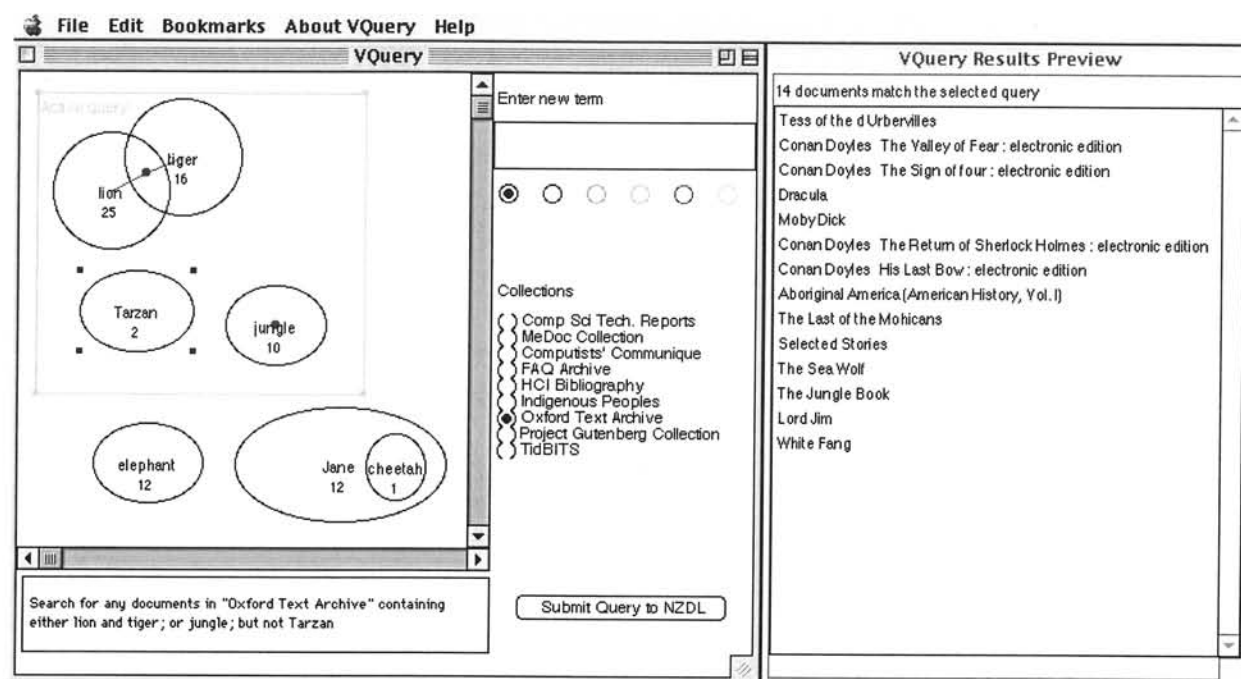 File Edit Bookmarks About VQuery Help
VQuery
Active query
tiger
16
lion
25
Tarzan
2
jungle
10
elephant
12
Jane
12
cheetah
1
Search for any documents in "Oxford Text Archive" containing
either lion and tiger; or jungle; but not Tarzan
Enter new term
Collections
Comp Sci Tech. Reports
MeDoc Collection
Computists' Communique
FAQ Archive
HCI Bibliography
Indigenous Peoples
Oxford Text Archive
Project Gutenberg Collection
TidBITS
Submit Query to NZDL
VQuery Results Preview
14 documents match the selected query
Tess of the d Urbervilles
Conan Doyles The Valley of Fear : electronic edition
Conan Doyles The Sign of four : electronic edition
Dracula
Moby Dick
Conan Doyles The Return of Sherlock Holmes : electronic edition
Conan Doyles His Last Bow : electronic edition
Aboriginal America (American History, Vol. I)
The Last of the Mohicans
Selected Stories
The Sea Wolf
The Jungle Book
Lord Jim
White Fang